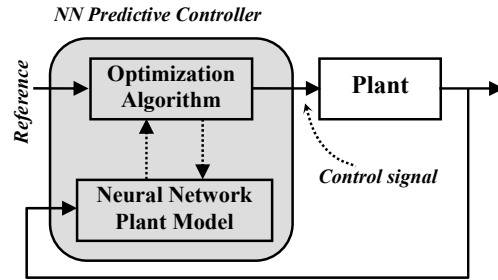 NN Predictive Controller
Reference
Optimization
Algorithm
Plant
Control signal
Neural Network
Plant Model